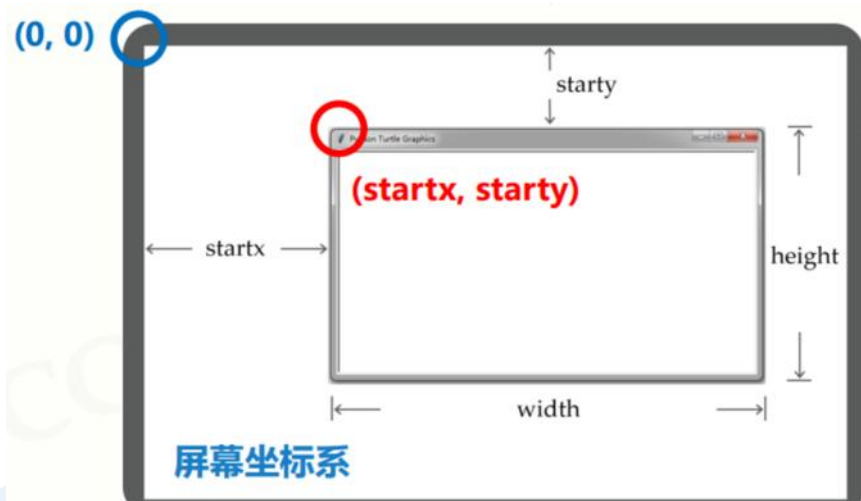 (0, 0)
starty
Python Turtle Graphics
(startx, starty)
startx
height
width
屏幕坐标系